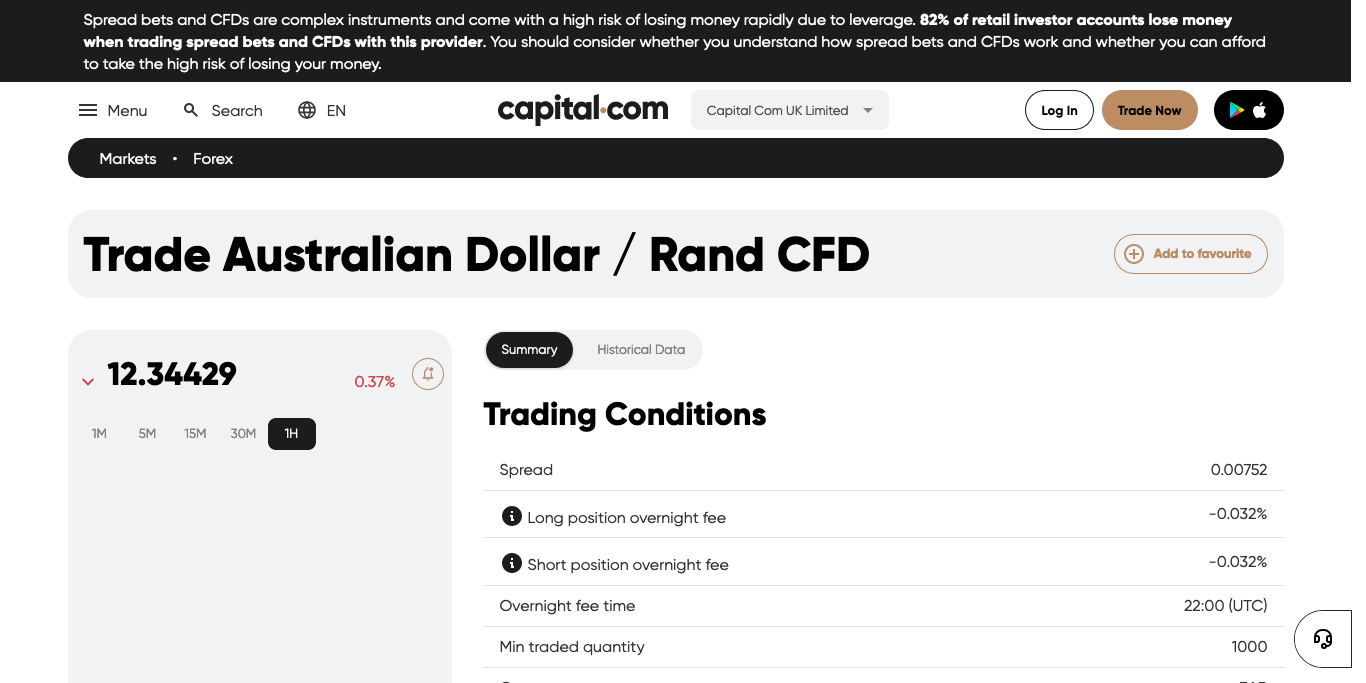 Spread bets and CFDs are complex instruments and come with a high risk of losing money rapidly due to leverage. 82% of retail investor accounts lose money
when trading spread bets and CFDs with this provider. You should consider whether you understand how spread bets and CFDs work and whether you can afford
to take the high risk of losing your money.
Menu Search EN capital.com Capital Com UK Limited Log In Trade Now
Markets • Forex
Trade Australian Dollar / Rand CFD
Add to favourite
12.34429 0.37%
1M 5M 15M 30M 1H
Summary Historical Data
Trading Conditions
Spread 0.00752
Long position overnight fee -0.032%
Short position overnight fee -0.032%
Overnight fee time 22:00 (UTC)
Min traded quantity 1000